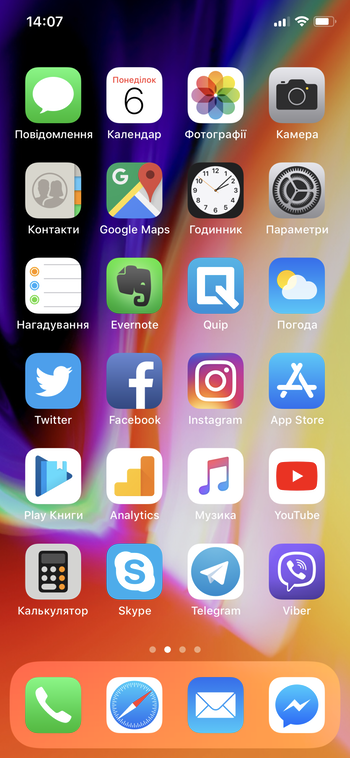 14:07
Понеділок
6
Повідомлення Календар Фотографії Камера
G
Контакти Google Maps Годинник Параметри
Нагадування Evernote Quip Погода
Twitter Facebook Instagram App Store
Play Книги Analytics Музика YouTube
Калькулятор Skype Telegram Viber